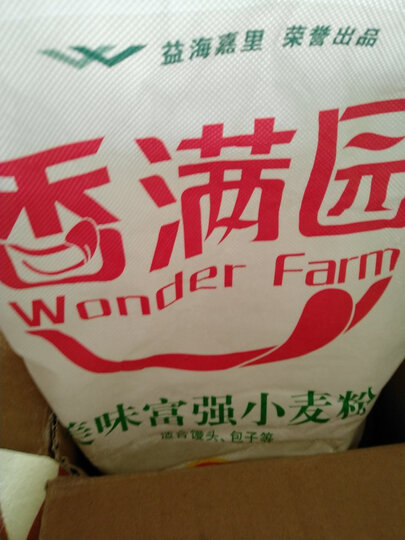 益海嘉里 荣誉出品
香满园
Wonder Farm
美味富强小麦粉
适合馒头、包子等